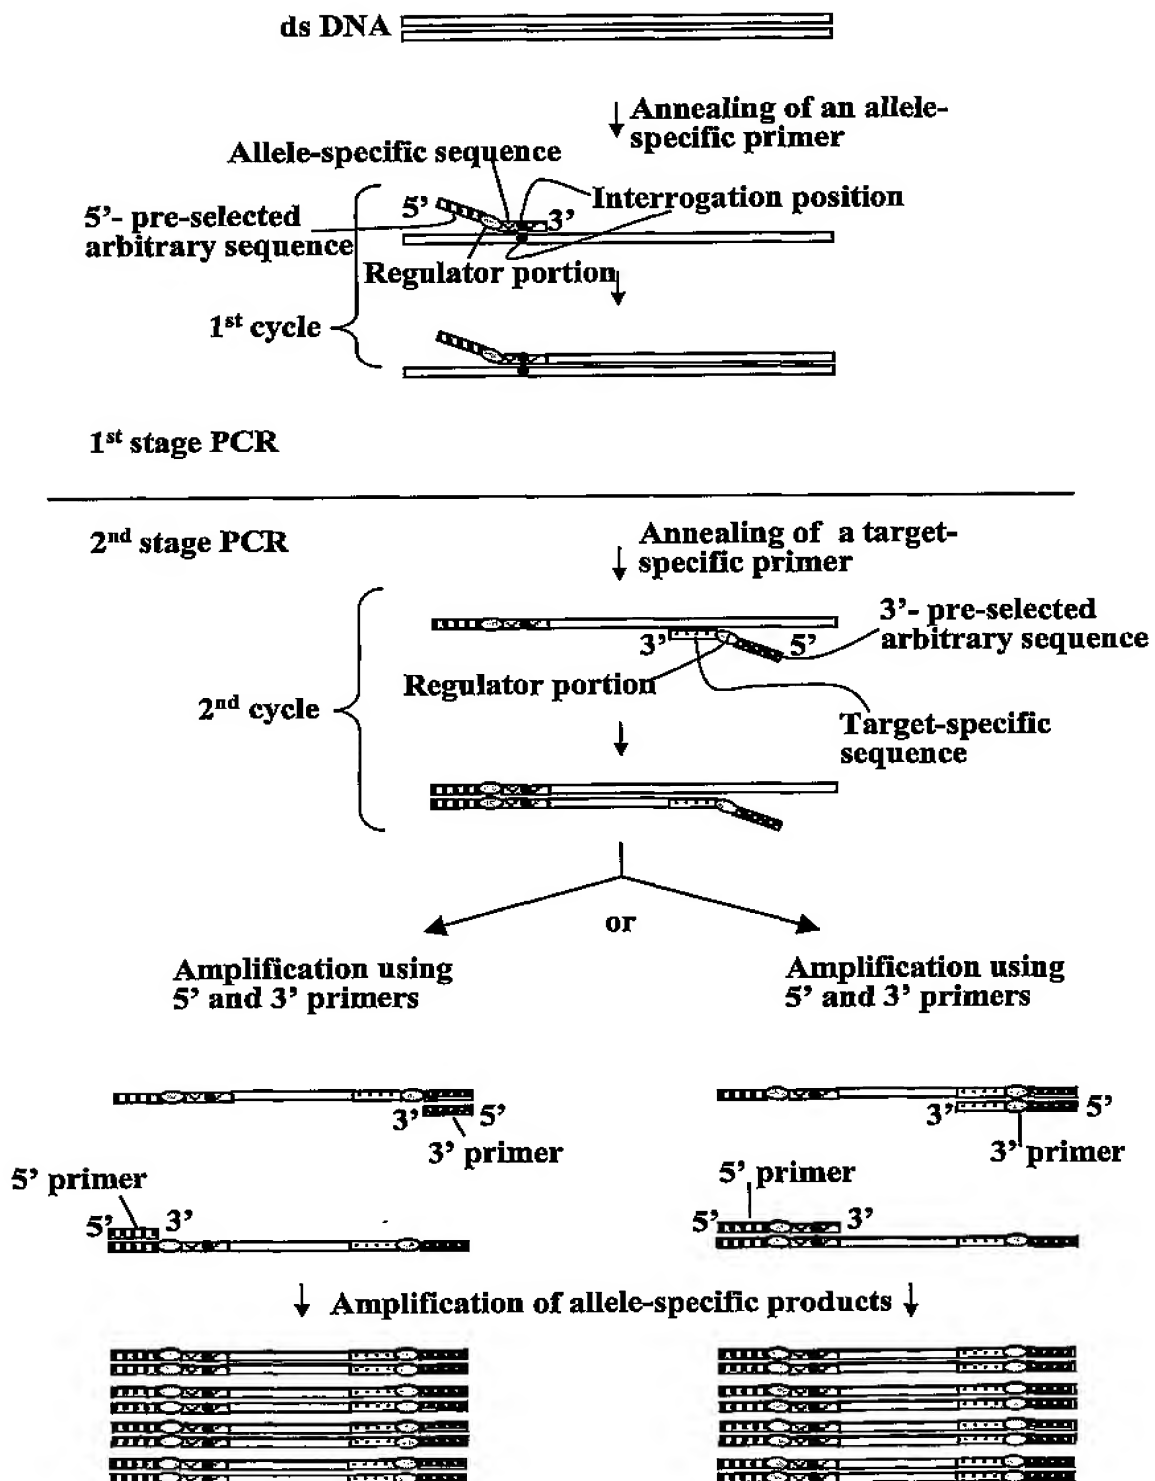 ds DNA
Annealing of an allele-
specific primer
Allele-specific sequence
5’
3’
Interrogation position
5’- pre-selected
arbitrary sequence
Regulator portion
1st cycle
1st stage PCR
2nd stage PCR
Annealing of a target-
specific primer
3’
5’
3’- pre-selected
arbitrary sequence
Regulator portion
2nd cycle
Target-specific
sequence
or
Amplification using
5’ and 3’ primers
Amplification using
5’ and 3’ primers
3’ 5’
3’ primer
5’ primer
5’ 3’
3’ 5’
3’ primer
5’ primer
5’ 3’
Amplification of allele-specific products